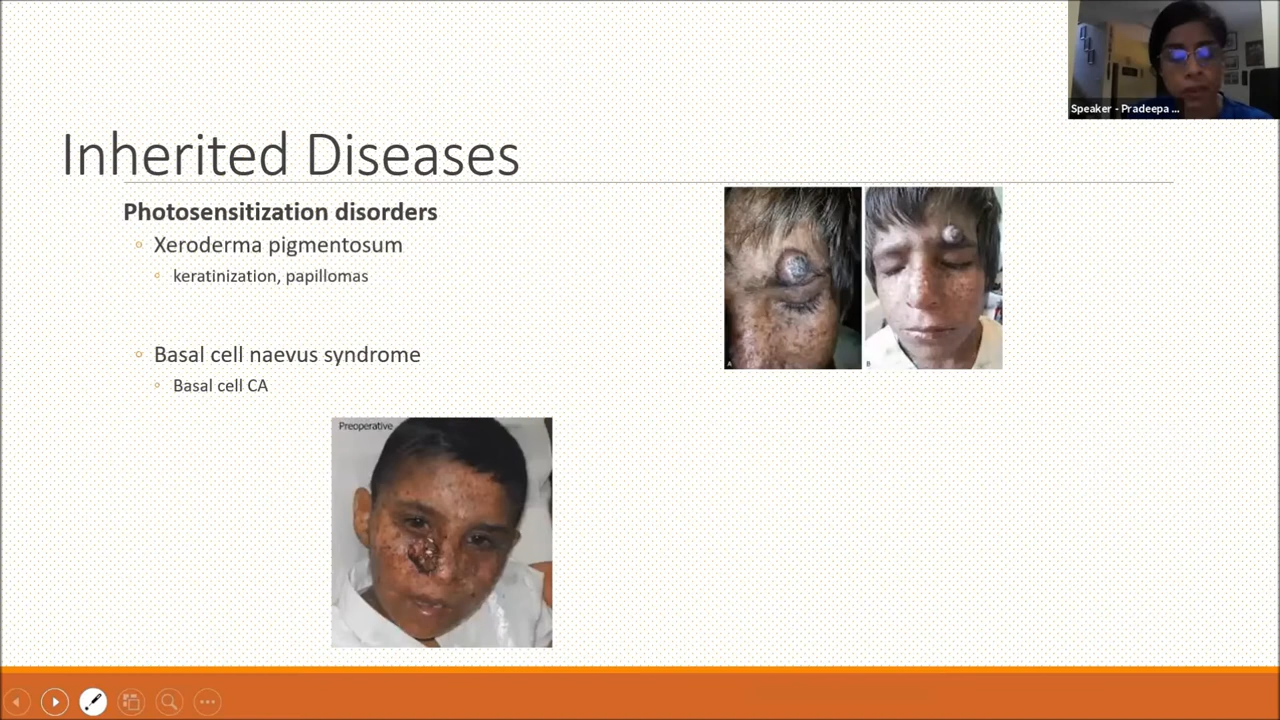 Speaker - Pradeepa ...
Inherited Diseases
Photosensitization disorders
Xeroderma pigmentosum
keratinization, papillomas
Basal cell naevus syndrome
Basal cell CA
A
B
Preoperative